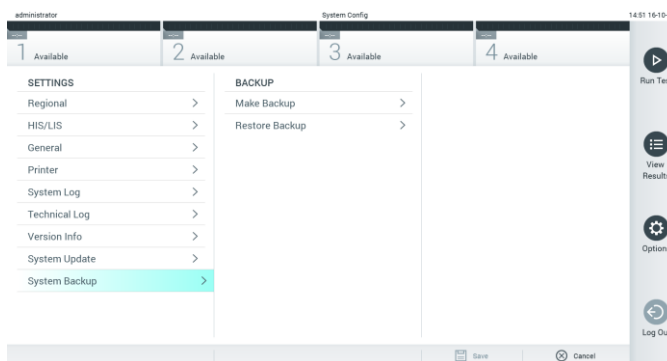 administrator System Config 14:51 16-10-
1 Available 2 Available 3 Available 4 Available
Run Te
SETTINGS BACKUP
Regional Make Backup
HIS/LIS Restore Backup
General
Printer
View
Results
System Log
Technical Log
Version Info
Option
System Update
System Backup
Log Ou
Save Cancel